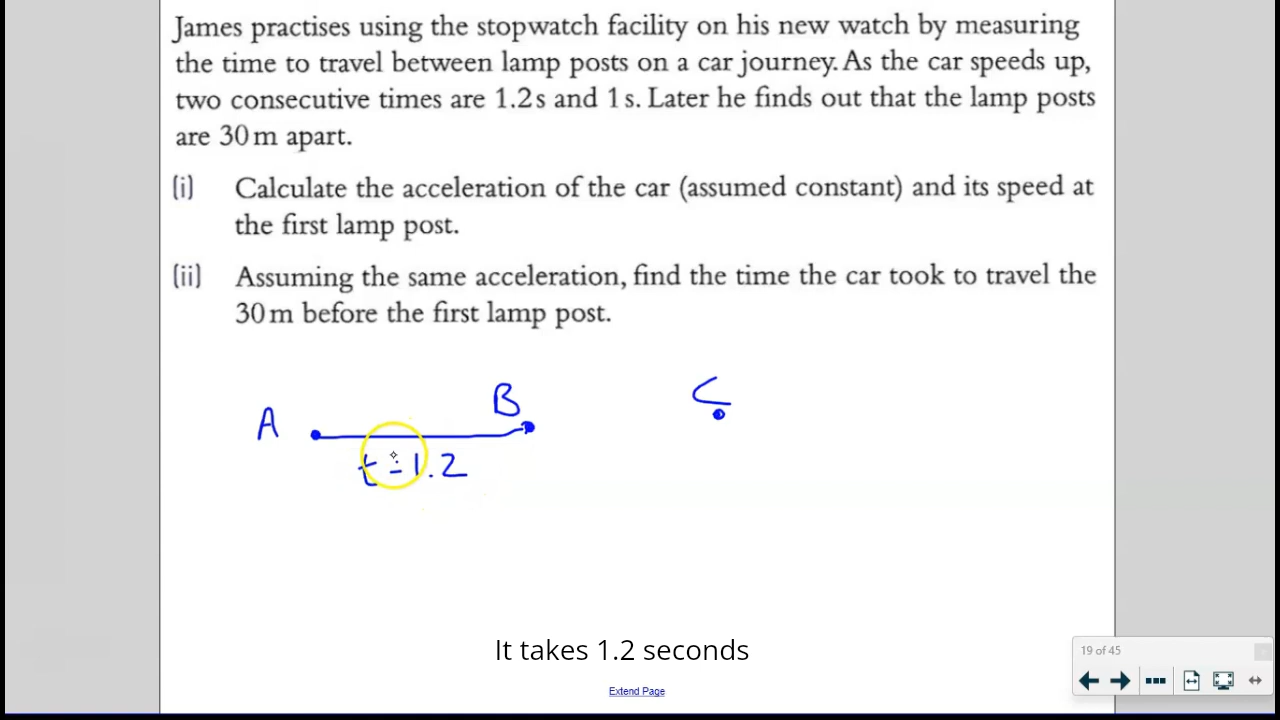 James practises using the stopwatch facility on his new watch by measuring
the time to travel between lamp posts on a car journey. As the car speeds up,
two consecutive times are 1.2 s and 1 s. Later he finds out that the lamp posts
are 30 m apart.
(i) Calculate the acceleration of the car (assumed constant) and its speed at
the first lamp post.
(ii) Assuming the same acceleration, find the time the car took to travel the
30 m before the first lamp post.
A B C
t = 1.2
It takes 1.2 seconds
Extend Page
19 of 45